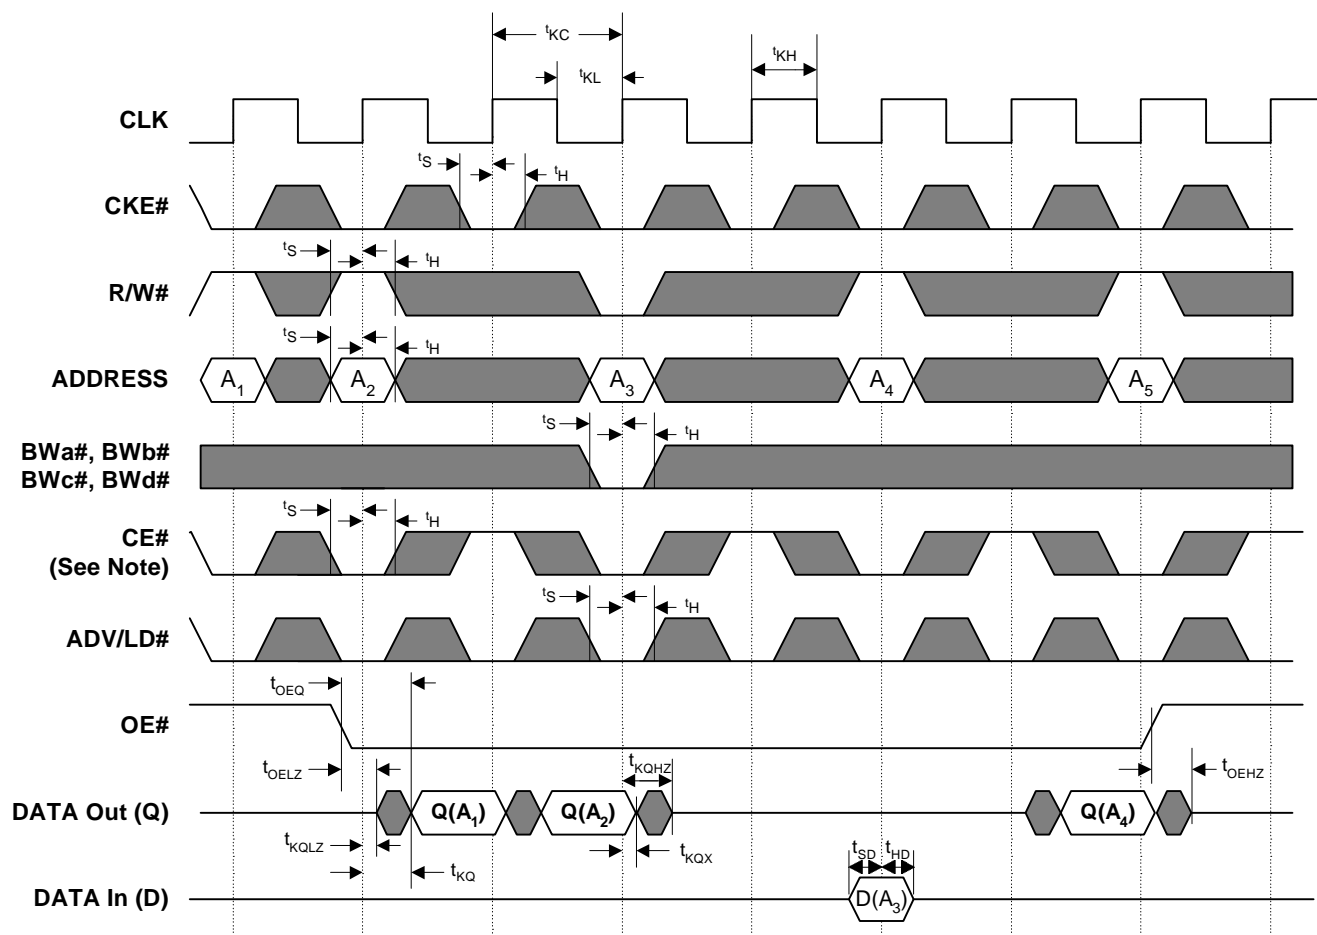 tKC
tKH
tKL
CLK
tS
tH
CKE#
tS
tH
R/W#
tS
tH
ADDRESS
A1
A2
A3
A4
A5
tS
tH
BWa#, BWb#
BWc#, BWd#
tS
tH
CE#
(See Note)
tS
tH
ADV/LD#
tOEQ
OE#
tOELZ
tKQHZ
tOEHZ
DATA Out (Q)
Q(A1)
Q(A2)
Q(A4)
tKQLZ
tKQX
tKQ
tSD
tHD
DATA In (D)
D(A3)